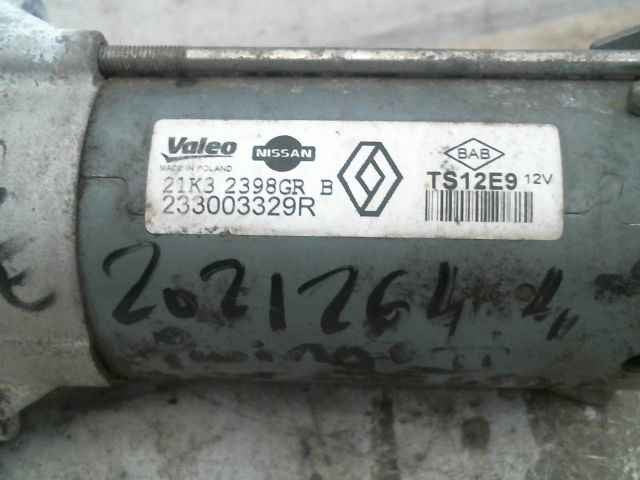 Valeo NISSAN BAB
MADE IN POLAND
21K3 2398GR B TS12E9 12V
233003329R
2021264